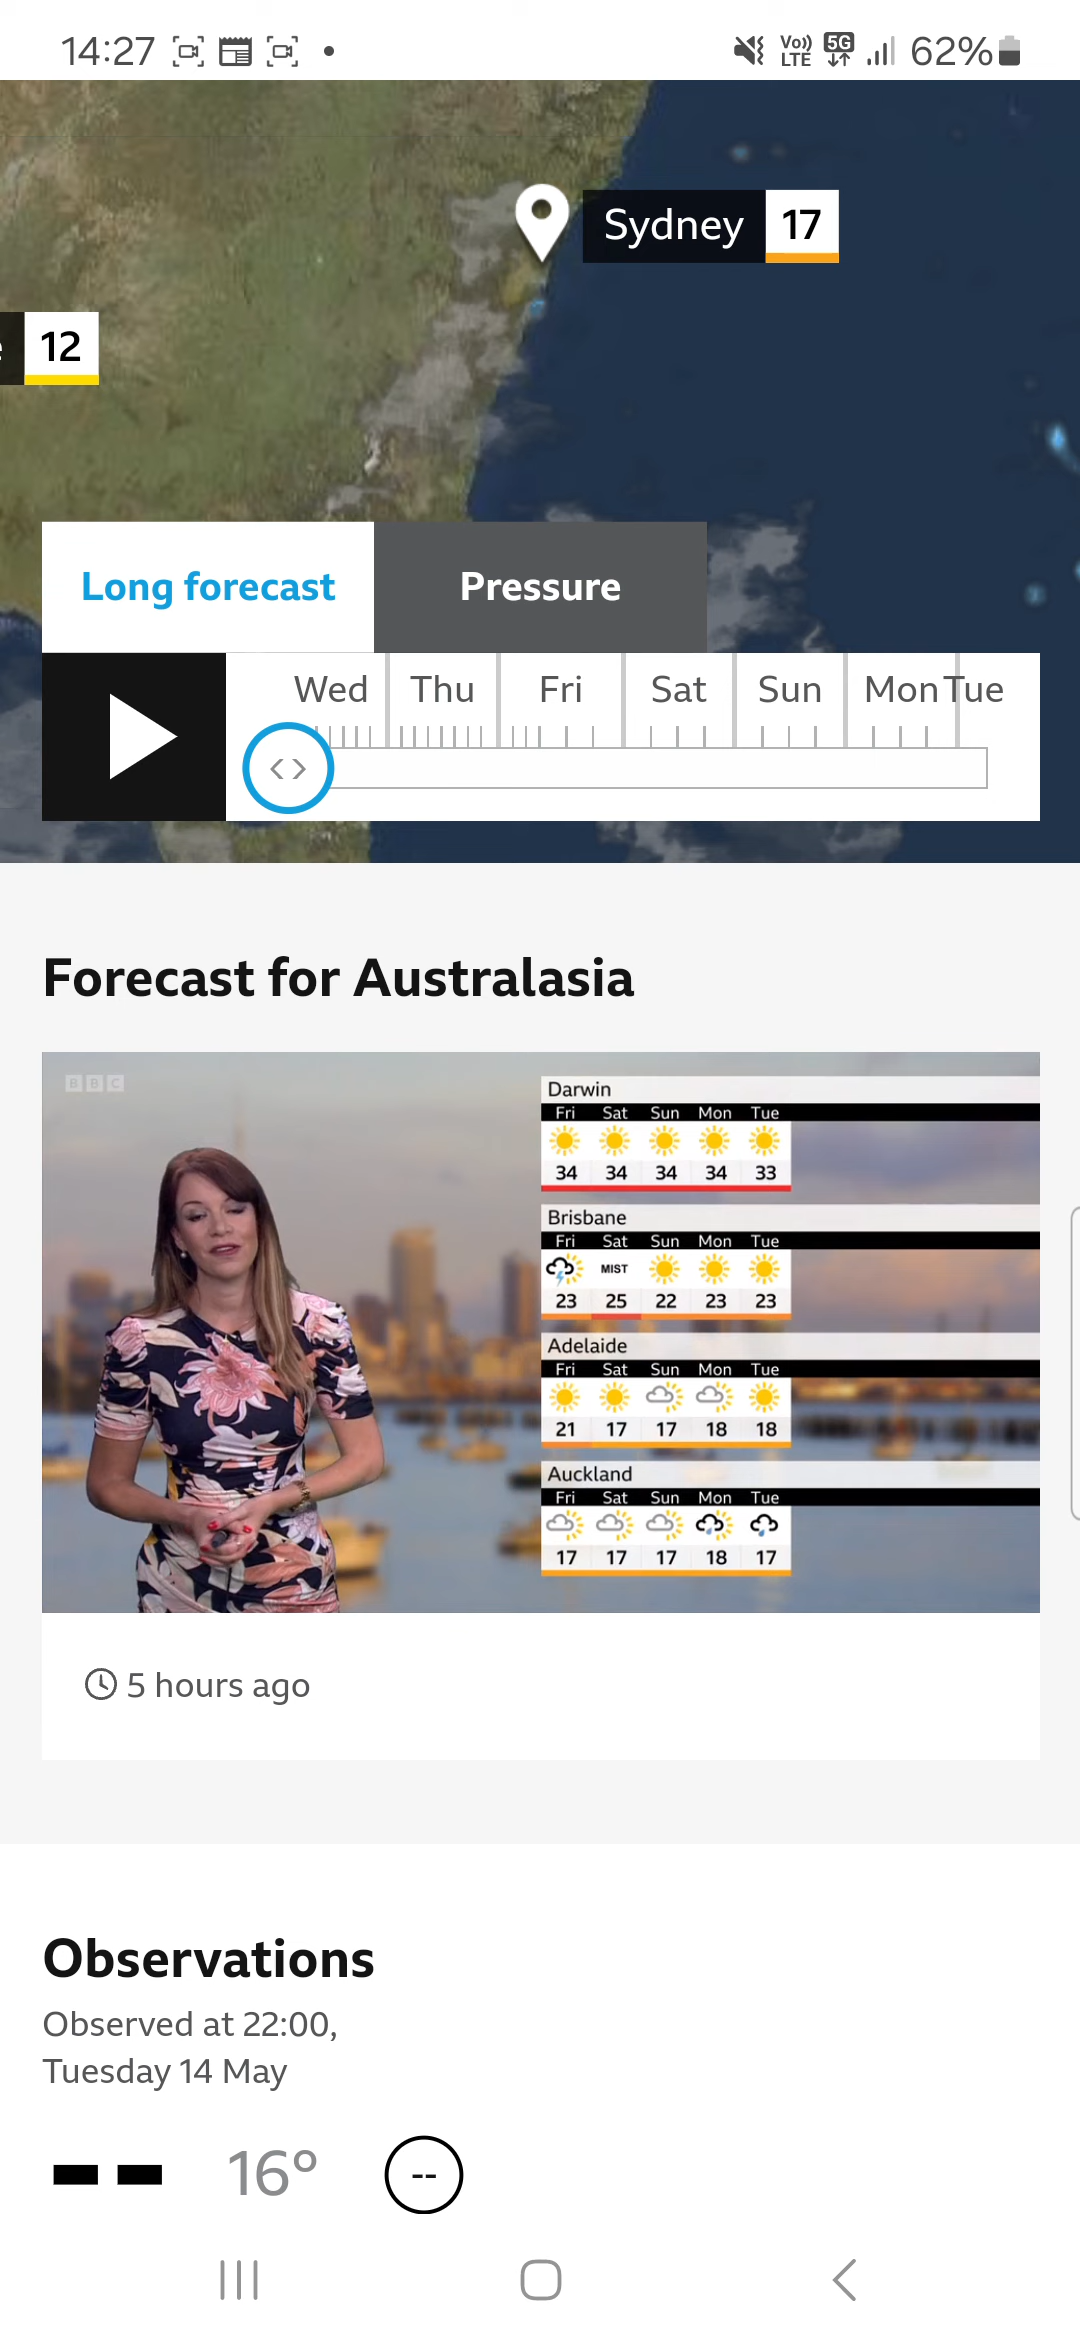 14:27
Vo)) LTE 5G 62%
Sydney 17
e 12
Long forecast Pressure
Wed Thu Fri Sat Sun Mon Tue
Forecast for Australasia
BBC
Darwin
Fri Sat Sun Mon Tue
34 34 34 34 33
Brisbane
Fri Sat Sun Mon Tue
MIST
23 25 22 23 23
Adelaide
Fri Sat Sun Mon Tue
21 17 17 18 18
Auckland
Fri Sat Sun Mon Tue
17 17 17 18 17
5 hours ago
Observations
Observed at 22:00,
Tuesday 14 May
-- 16° --